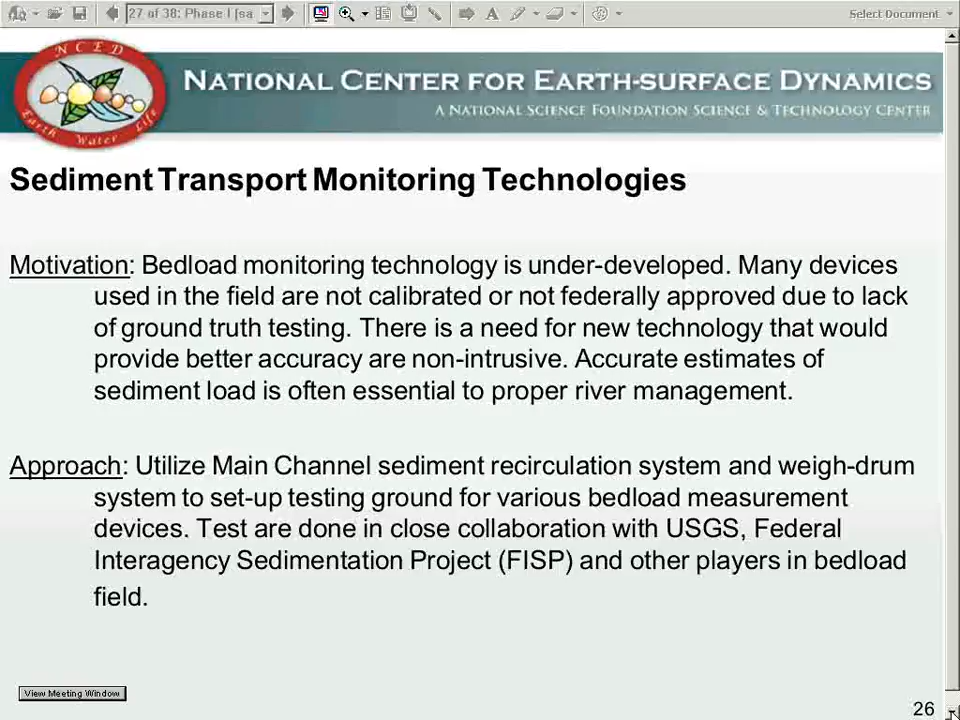 27 of 38: Phase I [sa
Select Document
N C E D
Earth Water Life
NATIONAL CENTER FOR EARTH-SURFACE DYNAMICS
A NATIONAL SCIENCE FOUNDATION SCIENCE & TECHNOLOGY CENTER
Sediment Transport Monitoring Technologies
Motivation: Bedload monitoring technology is under-developed. Many devices
used in the field are not calibrated or not federally approved due to lack
of ground truth testing. There is a need for new technology that would
provide better accuracy are non-intrusive. Accurate estimates of
sediment load is often essential to proper river management.
Approach: Utilize Main Channel sediment recirculation system and weigh-drum
system to set-up testing ground for various bedload measurement
devices. Test are done in close collaboration with USGS, Federal
Interagency Sedimentation Project (FISP) and other players in bedload
field.
View Meeting Window
26